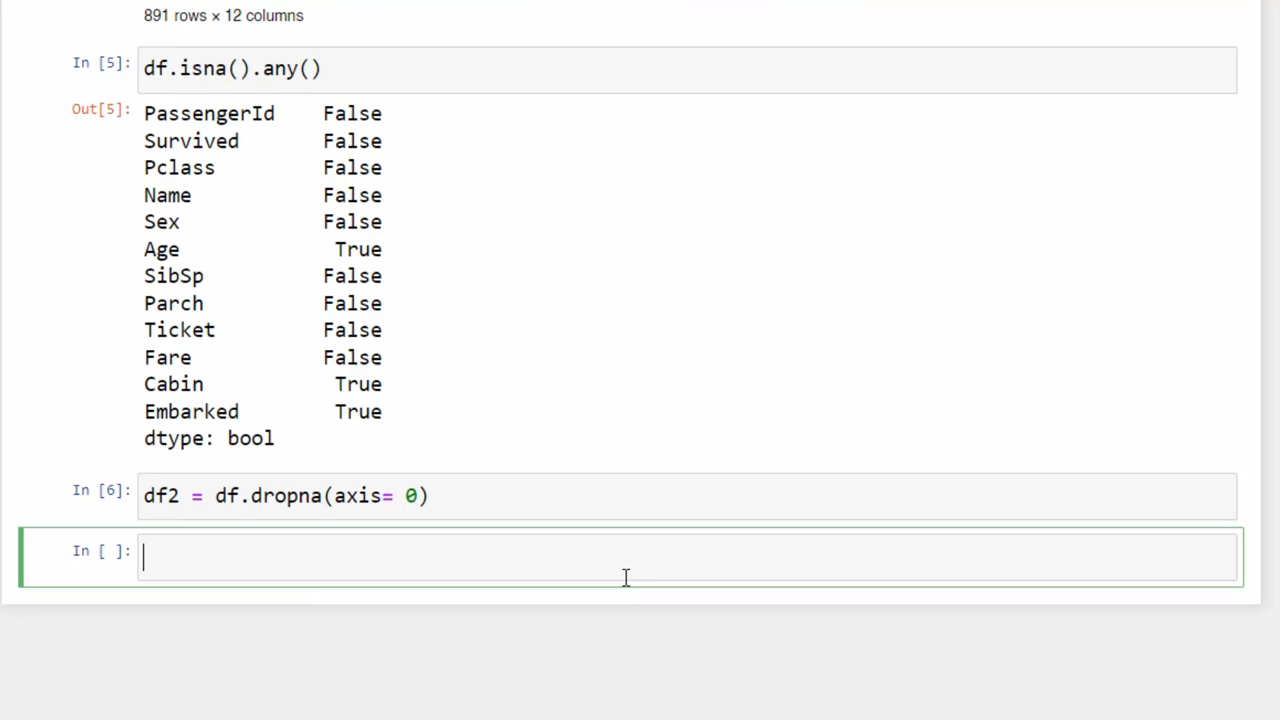 891 rows × 12 columns
In [5]: df.isna().any()
Out[5]: PassengerId    False
Survived       False
Pclass         False
Name           False
Sex            False
Age             True
SibSp          False
Parch          False
Ticket         False
Fare           False
Cabin           True
Embarked        True
dtype: bool
In [6]: df2 = df.dropna(axis= 0)
In [ ]: